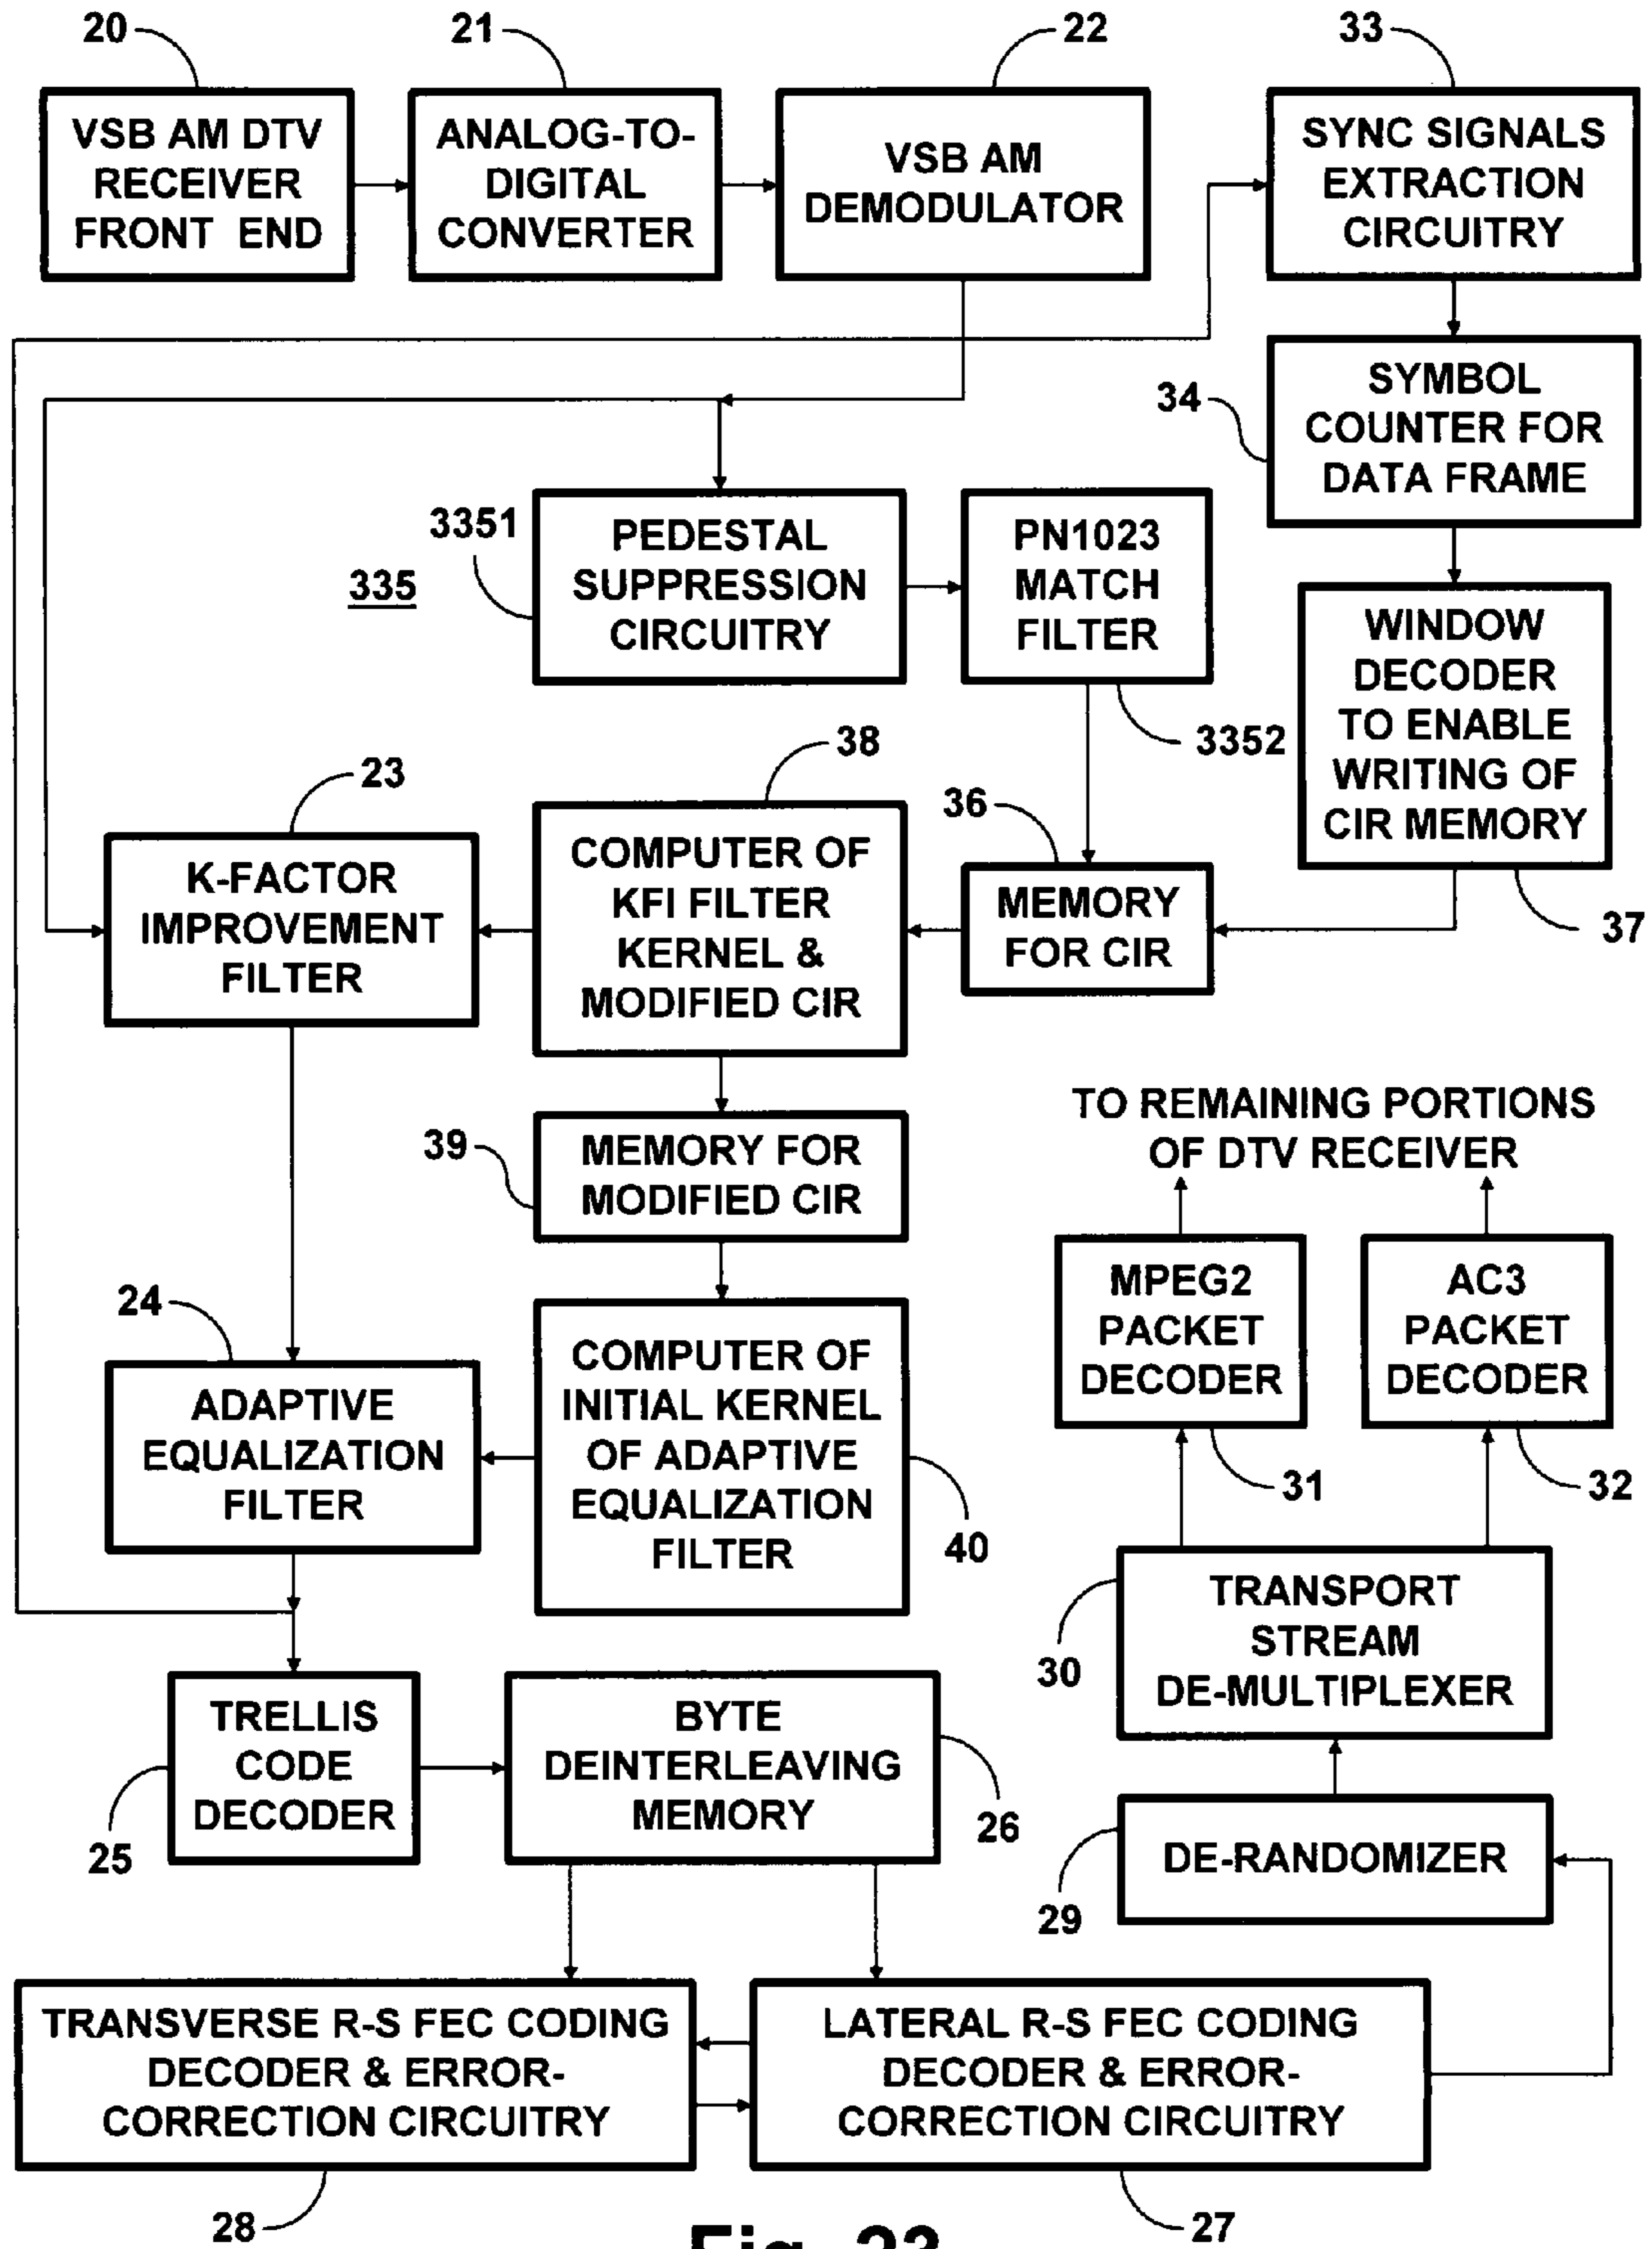 20
21
22
33
VSB AM DTV
RECEIVER
FRONT END
ANALOG-TO-
DIGITAL
CONVERTER
VSB AM
DEMODULATOR
SYNC SIGNALS
EXTRACTION
CIRCUITRY
34
SYMBOL
COUNTER FOR
DATA FRAME
3351
335
PEDESTAL
SUPPRESSION
CIRCUITRY
PN1023
MATCH
FILTER
3352
WINDOW
DECODER
TO ENABLE
WRITING OF
CIR MEMORY
37
23
K-FACTOR
IMPROVEMENT
FILTER
38
COMPUTER OF
KFI FILTER
KERNEL &
MODIFIED CIR
36
MEMORY
FOR CIR
39
MEMORY FOR
MODIFIED CIR
TO REMAINING PORTIONS
OF DTV RECEIVER
24
ADAPTIVE
EQUALIZATION
FILTER
COMPUTER OF
INITIAL KERNEL
OF ADAPTIVE
EQUALIZATION
FILTER
40
MPEG2
PACKET
DECODER
31
AC3
PACKET
DECODER
32
30
TRANSPORT
STREAM
DE-MULTIPLEXER
TRELLIS
CODE
DECODER
25
BYTE
DEINTERLEAVING
MEMORY
26
29
DE-RANDOMIZER
TRANSVERSE R-S FEC CODING
DECODER & ERROR-
CORRECTION CIRCUITRY
28
LATERAL R-S FEC CODING
DECODER & ERROR-
CORRECTION CIRCUITRY
27
Fig. 23